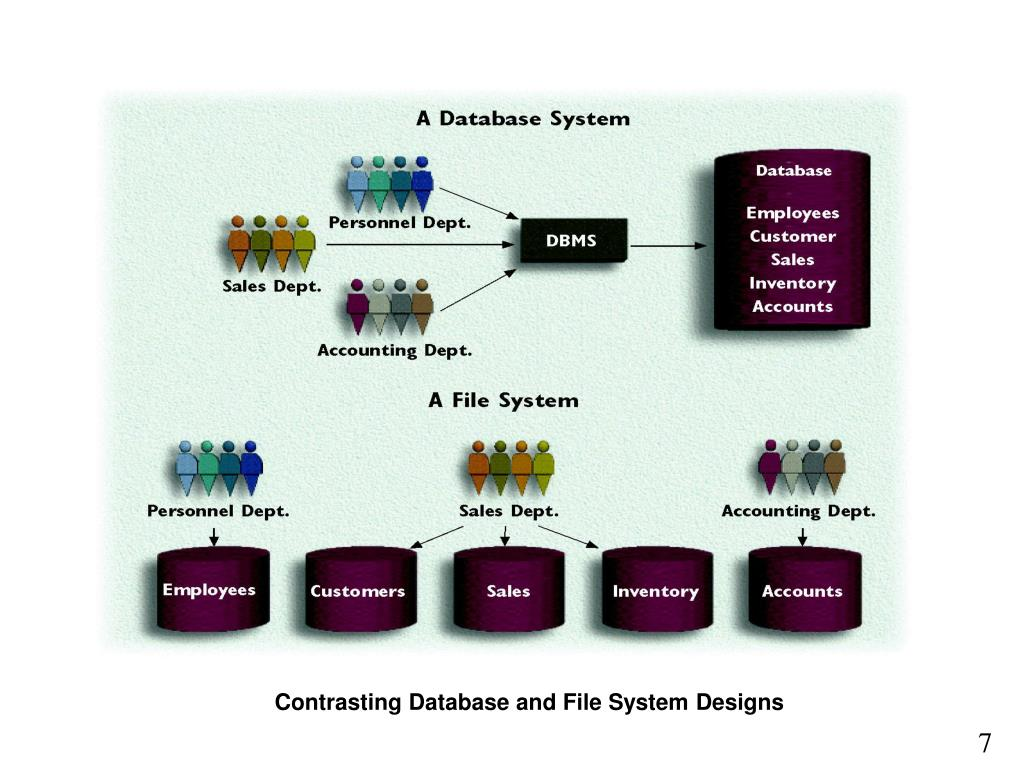 A Database System
Personnel Dept.
Sales Dept.
Accounting Dept.
DBMS
Database
Employees
Customer
Sales
Inventory
Accounts
A File System
Personnel Dept.
Sales Dept.
Accounting Dept.
Employees
Customers
Sales
Inventory
Accounts
Contrasting Database and File System Designs
7